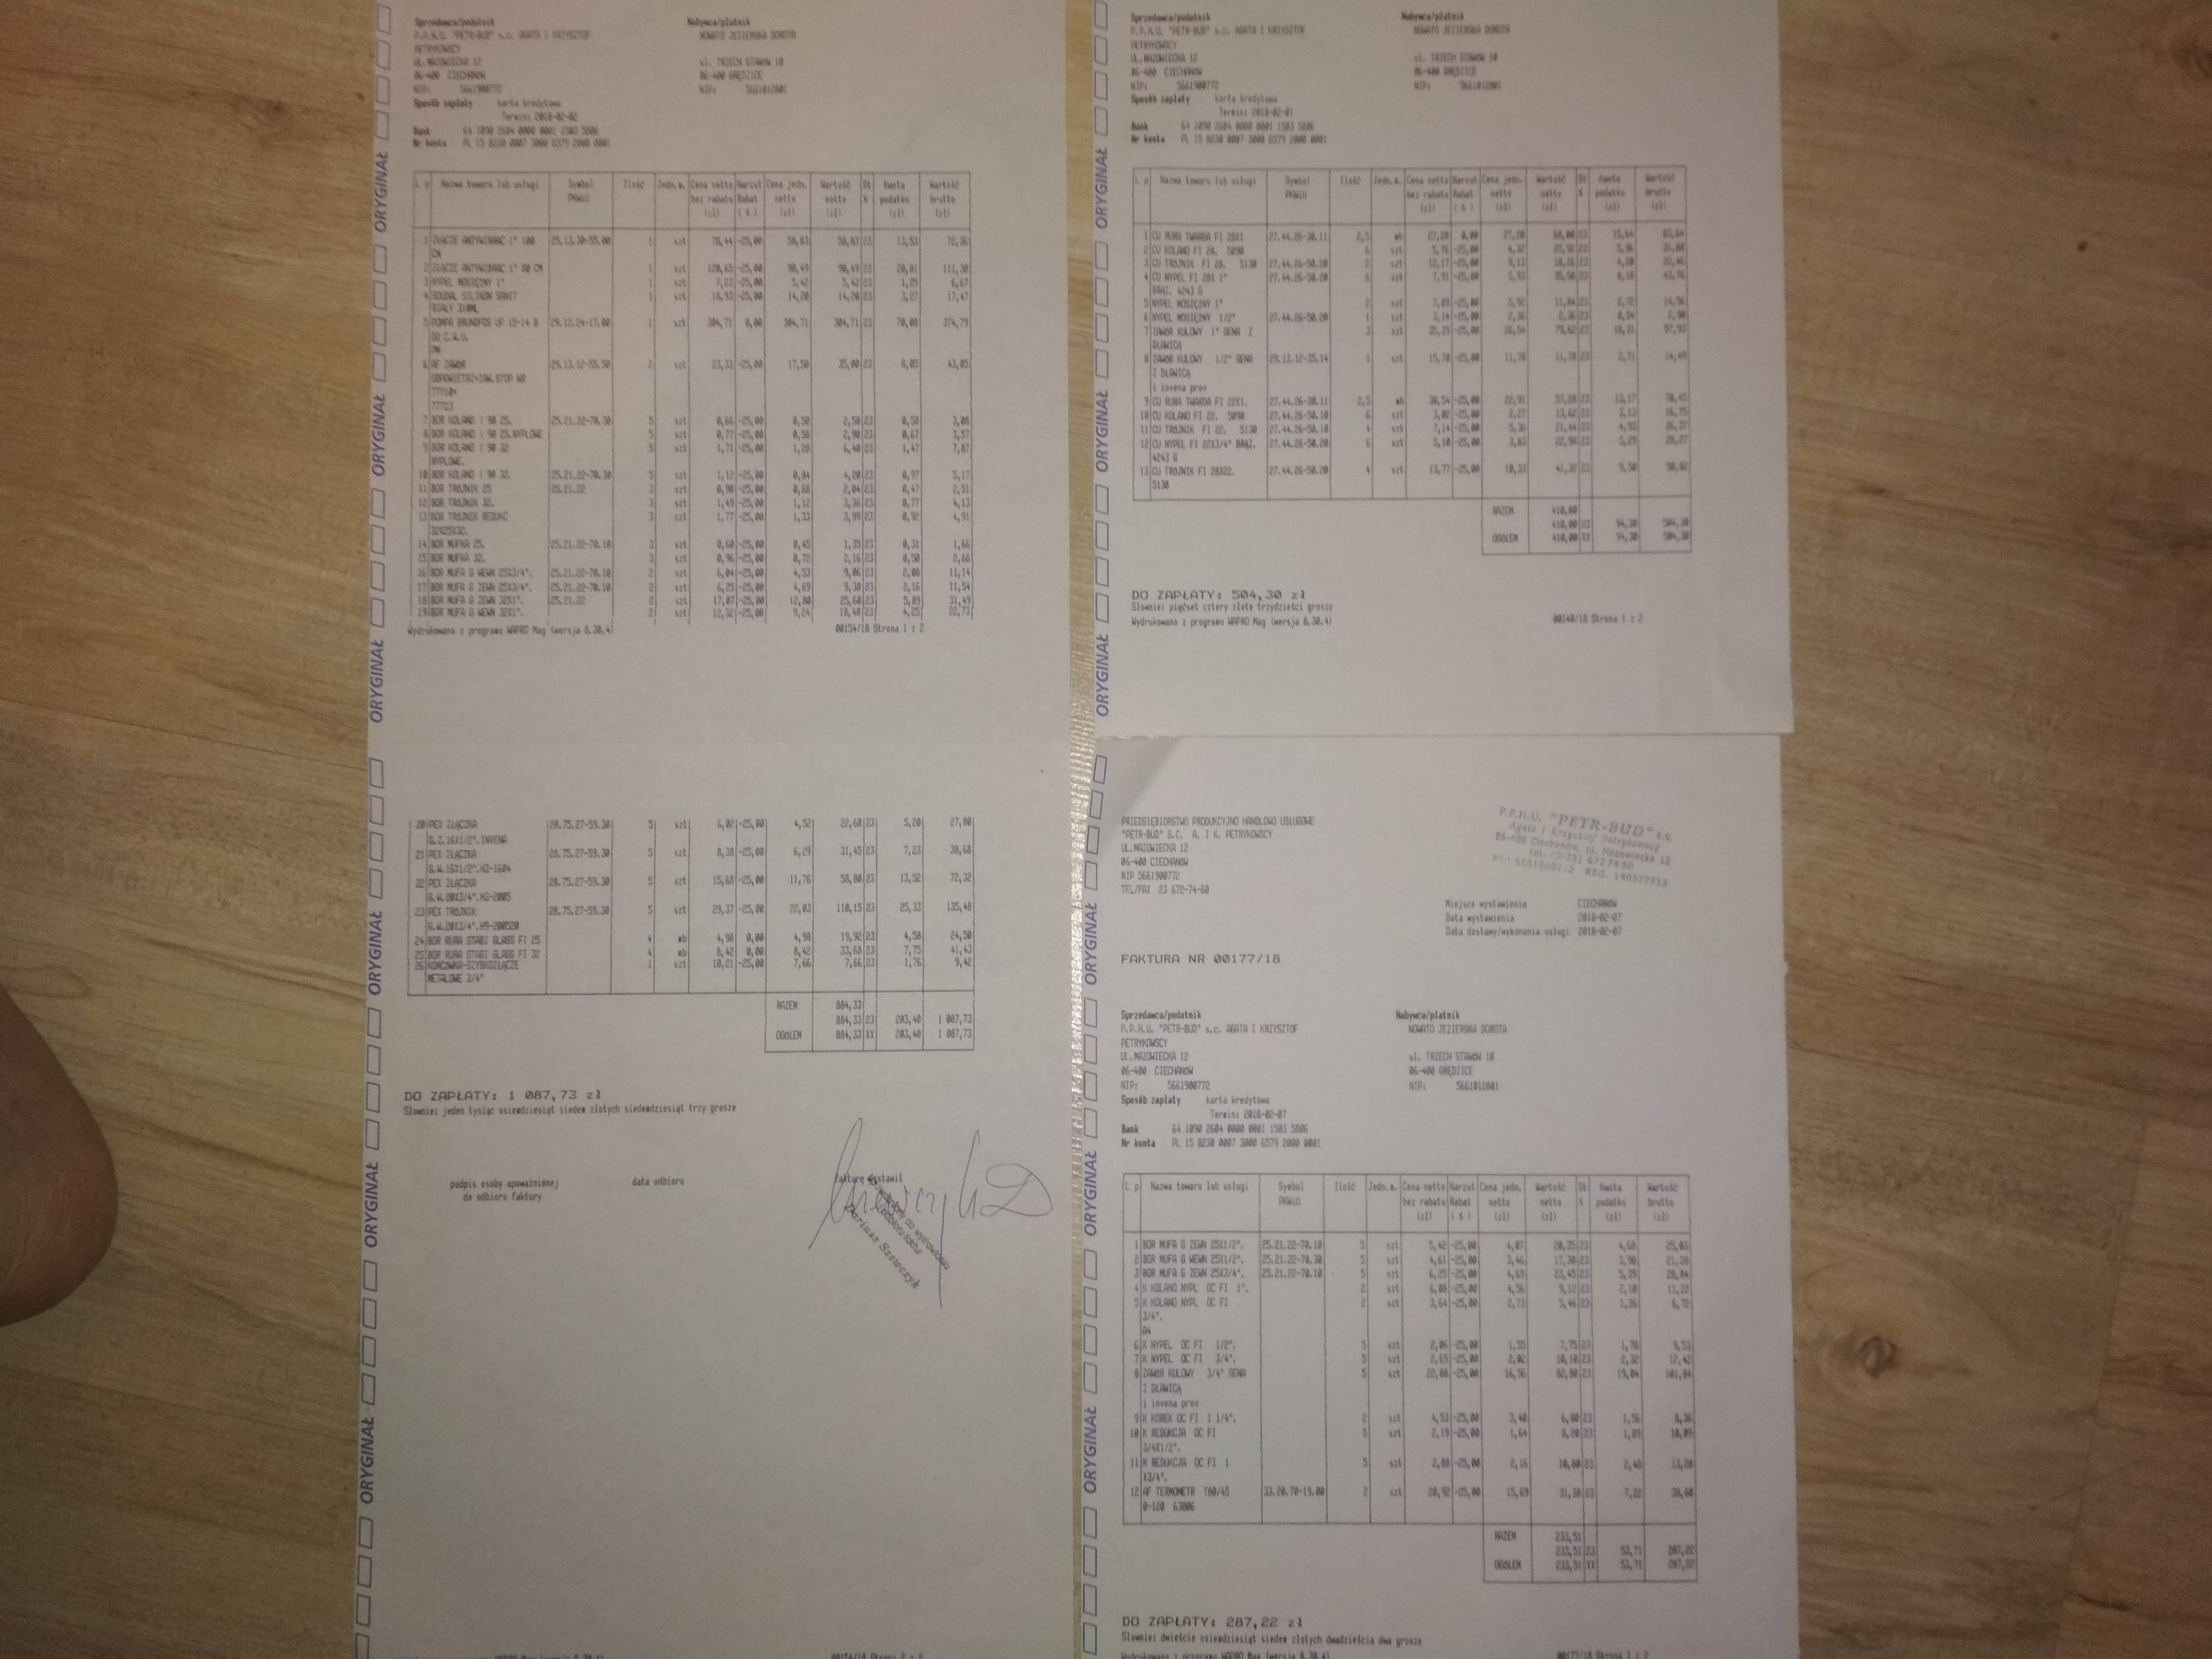 Sprzedawca/podatnik Nabywca/płatnik
P.P.H.U. "PETR-BUD" s.c. AGATA I KRZYSZTOF NOWATO JEZIERSKA DOROTA
PETRYKOWSCY
UL.MAZOWIECKA 12 ul. TRZECH STAWÓW 10
06-400 CIECHANÓW 06-400 GRĘDZICE
NIP: 5661900772 NIP: 5661012801
Sposób zapłaty karta kredytowa
Termin: 2018-02-02
Bank 64 1090 2604 0000 0001 1503 5806
Nr konta PL 15 8230 0007 3000 6579 2000 0001
L p Nazwa towaru lub usługi Symbol PKWiU Ilość Jedn.m. Cena netto bez rabatu (zł) Narzut Rabat (%) Cena jedn. netto (zł) Wartość netto (zł) St % Kwota podatku (zł) Wartość brutto (zł)
1 ZŁĄCZE ANTYWIBRAC 1" 100 25.13.30-55.00 1 szt 78,44 -25,00 58,83 58,83 23 13,53 72,36
CM
2 ZŁĄCZE ANTYWIBRAC 1" 80 CM 1 szt 120,65 -25,00 90,49 90,49 23 20,81 111,30
3 NYPEL MOSIĘŻNY 1" 1 szt 7,23 -25,00 5,42 5,42 23 1,25 6,67
4 SOUDAL SILIKON SANIT 1 szt 18,93 -25,00 14,20 14,20 23 3,27 17,47
BIAŁY 310ML
5 POMPA GRUNDFOS UP 15-14 B 29.12.24-17.00 1 szt 304,71 0,00 304,71 304,71 23 70,08 374,79
DO C.W.U.
PN
6 AF ZAWÓR 29.13.12-55.50 2 szt 23,33 -25,00 17,50 35,00 23 8,05 43,05
ODPOWIETRZ+ZAW.STOP NR
77710+
77723
7 BOR KOLANO ( 90 25. 25.21.22-70.30 5 szt 0,66 -25,00 0,50 2,50 23 0,58 3,08
8 BOR KOLANO ( 90 25.NYPLOWE 5 szt 0,77 -25,00 0,58 2,90 23 0,67 3,57
9 BOR KOLANO ( 90 32 5 szt 1,71 -25,00 1,28 6,40 23 1,47 7,87
NYPLOWE.
10 BOR KOLANO ( 90 32. 25.21.22-70.30 5 szt 1,12 -25,00 0,84 4,20 23 0,97 5,17
11 BOR TRÓJNIK 25 25.21.22 3 szt 0,90 -25,00 0,68 2,04 23 0,47 2,51
12 BOR TRÓJNIK 32. 3 szt 1,49 -25,00 1,12 3,36 23 0,77 4,13
13 BOR TRÓJNIK REDUKC 3 szt 1,77 -25,00 1,33 3,99 23 0,92 4,91
32X25X32.
14 BOR MUFKA 25. 25.21.22-70.10 3 szt 0,60 -25,00 0,45 1,35 23 0,31 1,66
15 BOR MUFKA 32. 3 szt 0,96 -25,00 0,72 2,16 23 0,50 2,66
16 BOR MUFA G WEWN 25X3/4". 25.21.22-70.10 2 szt 6,04 -25,00 4,53 9,06 23 2,08 11,14
17 BOR MUFA G ZEWN 25X3/4". 25.21.22-70.10 2 szt 6,25 -25,00 4,69 9,38 23 2,16 11,54
18 BOR MUFA G ZEWN 32X1". 25.21.22 2 szt 17,07 -25,00 12,80 25,60 23 5,89 31,49
19 BOR MUFA G WEWN 32X1". 2 szt 12,32 -25,00 9,24 18,48 23 4,25 22,73
Wydrukowano z programu WAPRO Mag (wersja 8.30.4) 00154/18 Strona 1 z 2
20 PEX ZŁĄCZKA 28.75.27-59.30 5 szt 6,02 -25,00 4,52 22,60 23 5,20 27,80
G.Z.16X1/2".INVENA
21 PEX ZŁĄCZKA 28.75.27-59.30 5 szt 8,38 -25,00 6,29 31,45 23 7,23 38,68
G.W.16X1/2".H3-1604
22 PEX ZŁĄCZKA 28.75.27-59.30 5 szt 15,68 -25,00 11,76 58,80 23 13,52 72,32
G.W.20X3/4".H3-2005
23 PEX TRÓJNIK 28.75.27-59.30 5 szt 29,37 -25,00 22,03 110,15 23 25,33 135,48
G.W.20X3/4".H9-200520
24 BOR RURA STABI GLASS FI 25 4 mb 4,98 0,00 4,98 19,92 23 4,58 24,50
25 BOR RURA STABI GLASS FI 32 4 mb 8,42 0,00 8,42 33,68 23 7,75 41,43
26 KOŃCÓWKA-SZYBKOZŁĄCZE 1 szt 10,21 -25,00 7,66 7,66 23 1,76 9,42
METALOWE 3/4"
RAZEM 884,33
884,33 23 203,40 1 087,73
OGÓŁEM 884,33 XX 203,40 1 087,73
DO ZAPŁATY: 1 087,73 zł
Słownie: jeden tysiąc osiemdziesiąt siedem złotych siedemdziesiąt trzy grosze
podpis osoby upoważnionej data odbioru fakturę wystawił
do odbioru faktury
Dariusz Szewczyk
00154/18 Strona 2 z 2
ORYGINAŁ ORYGINAŁ ORYGINAŁ ORYGINAŁ ORYGINAŁ ORYGINAŁ ORYGINAŁ
Sprzedawca/podatnik Nabywca/płatnik
P.P.H.U. "PETR-BUD" s.c. AGATA I KRZYSZTOF NOWATO JEZIERSKA DOROTA
PETRYKOWSCY
UL.MAZOWIECKA 12 ul. TRZECH STAWÓW 10
06-400 CIECHANÓW 06-400 GRĘDZICE
NIP: 5661900772 NIP: 5661012801
Sposób zapłaty karta kredytowa
Termin: 2018-02-01
Bank 64 1090 2604 0000 0001 1503 5806
Nr konta PL 15 8230 0007 3000 6579 2000 0001
L p Nazwa towaru lub usługi Symbol PKWiU Ilość Jedn.m. Cena netto bez rabatu (zł) Narzut Rabat (%) Cena jedn. netto (zł) Wartość netto (zł) St % Kwota podatku (zł) Wartość brutto (zł)
1 CU RURA TWARDA FI 28X1 27.44.26-30.11 2,5 mb 27,20 0,00 27,20 68,00 23 15,64 83,64
2 CU KOLANO FI 28. 5090 6 szt 5,76 -25,00 4,32 25,92 23 5,96 31,88
3 CU TRÓJNIK FI 28. 5130 27.44.26-50.20 2 szt 12,17 -25,00 9,13 18,26 23 4,20 22,46
4 CU NYPEL FI 28X 1" 27.44.26-50.20 6 szt 7,91 -25,00 5,93 35,58 23 8,18 43,76
BRĄZ. 4243 G
5 NYPEL MOSIĘŻNY 1" 2 szt 7,89 -25,00 5,92 11,84 23 2,72 14,56
6 NYPEL MOSIĘŻNY 1/2" 27.44.26-50.20 1 szt 3,14 -25,00 2,36 2,36 23 0,54 2,90
7 ZAWÓR KULOWY 1" SENA Z 3 szt 35,39 -25,00 26,54 79,62 23 18,31 97,93
DŁAWICĄ
8 ZAWÓR KULOWY 1/2" SENA 29.13.12-35.14 1 szt 15,70 -25,00 11,78 11,78 23 2,71 14,49
Z DŁAWICĄ
i invena prov
9 CU RURA TWARDA FI 22X1. 27.44.26-30.11 2,5 mb 30,54 -25,00 22,91 57,28 23 13,17 70,45
10 CU KOLANO FI 22. 5090 27.44.26-50.10 6 szt 3,02 -25,00 2,27 13,62 23 3,13 16,75
11 CU TRÓJNIK FI 22. 5130 27.44.26-50.10 4 szt 7,14 -25,00 5,36 21,44 23 4,93 26,37
12 CU NYPEL FI 22X3/4" BRĄZ. 27.44.26-50.20 6 szt 5,10 -25,00 3,83 22,98 23 5,29 28,27
4243 G
13 CU TRÓJNIK FI 28X22. 27.44.26-50.20 4 szt 13,77 -25,00 10,33 41,32 23 9,50 50,82
5130
RAZEM 410,00
410,00 23 94,30 504,30
OGÓŁEM 410,00 XX 94,30 504,30
DO ZAPŁATY: 504,30 zł
Słownie: pięćset cztery złote trzydzieści groszy
Wydrukowano z programu WAPRO Mag (wersja 8.30.4) 00140/18 Strona 1 z 2
ORYGINAŁ ORYGINAŁ ORYGINAŁ ORYGINAŁ ORYGINAŁ ORYGINAŁ
PRZEDSIĘBIORSTWO PRODUKCYJNO HANDLOWO USŁUGOWE
"PETR-BUD" S.C. A. I K. PETRYKOWSCY
UL.MAZOWIECKA 12
06-400 CIECHANÓW
NIP 5661900772
TEL/FAX 23 672-74-60
P.P.H.U. "PETR-BUD" s.c.
Agata i Krzysztof Petrykowscy
06-400 Ciechanów, ul. Mazowiecka 12
Miejsce wystawienia CIECHANÓW
Data wystawienia 2018-02-07
Data dostawy/wykonania usługi 2018-02-07
FAKTURA NR 00177/18
Sprzedawca/podatnik Nabywca/płatnik
P.P.H.U. "PETR-BUD" s.c. AGATA I KRZYSZTOF NOWATO JEZIERSKA DOROTA
PETRYKOWSCY
UL.MAZOWIECKA 12 ul. TRZECH STAWÓW 10
06-400 CIECHANÓW 06-400 GRĘDZICE
NIP: 5661900772 NIP: 5661012801
Sposób zapłaty karta kredytowa
Termin: 2018-02-07
Bank 64 1090 2604 0000 0001 1503 5806
Nr konta PL 15 8230 0007 3000 6579 2000 0001
L p Nazwa towaru lub usługi Symbol PKWiU Ilość Jedn.m. Cena netto bez rabatu (zł) Narzut Rabat (%) Cena jedn. netto (zł) Wartość netto (zł) St % Kwota podatku (zł) Wartość brutto (zł)
1 BOR MUFA G ZEWN 25X1/2". 25.21.22-70.10 5 szt 5,42 -25,00 4,07 20,35 23 4,68 25,03
2 BOR MUFA G WEWN 25X1/2". 25.21.22-70.30 5 szt 4,61 -25,00 3,46 17,30 23 3,98 21,28
3 BOR MUFA G ZEWN 25X3/4". 25.21.22-70.10 5 szt 6,25 -25,00 4,69 23,45 23 5,39 28,84
4 K KOLANO NYPL OC FI 1". 2 szt 6,08 -25,00 4,56 9,12 23 2,10 11,22
5 K KOLANO NYPL OC FI 2 szt 3,64 -25,00 2,73 5,46 23 1,26 6,72
3/4".
A4
6 K NYPEL OC FI 1/2". 5 szt 2,06 -25,00 1,55 7,75 23 1,78 9,53
7 K NYPEL OC FI 3/4". 5 szt 2,69 -25,00 2,02 10,10 23 2,32 12,42
8 ZAWÓR KULOWY 3/4" SENA 5 szt 22,08 -25,00 16,56 82,80 23 19,04 101,84
Z DŁAWICĄ
i invena prov
9 K KOREK OC FI 1 1/4". 2 szt 4,53 -25,00 3,40 6,80 23 1,56 8,36
10 K REDUKCJA OC FI 5 szt 2,19 -25,00 1,64 8,20 23 1,89 10,09
3/4X1/2".
11 K REDUKCJA OC FI 1 5 szt 2,88 -25,00 2,16 10,80 23 2,48 13,28
X3/4".
12 AF TERMOMETR T80/45 33.20.70-19.00 2 szt 20,92 -25,00 15,69 31,38 23 7,22 38,60
0-120 63806
RAZEM 233,51
233,51 23 53,71 287,22
OGÓŁEM 233,51 XX 53,71 287,22
DO ZAPŁATY: 287,22 zł
Słownie: dwieście osiemdziesiąt siedem złotych dwadzieścia dwa grosze
Wydrukowano z programu WAPRO Mag (wersja 8.30.4) 00177/18 Strona 1 z 2
ORYGINAŁ ORYGINAŁ ORYGINAŁ ORYGINAŁ